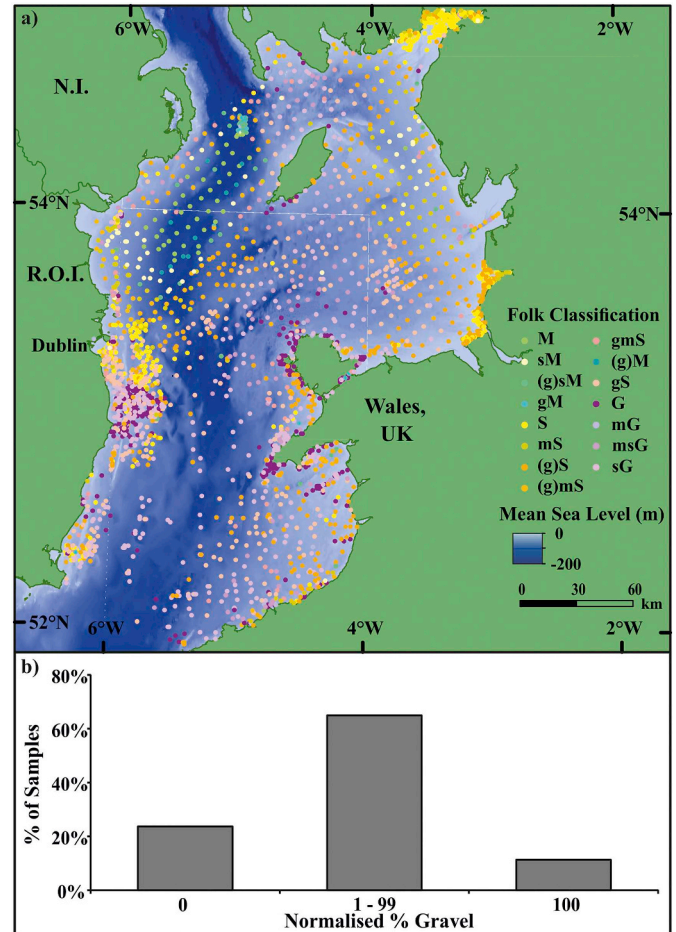 a)
6°W 4°W 2°W
N.I.
54°N 54°N
R.O.I.
Dublin
Wales,
UK
Folk Classification
M gmS
sM (g)M
(g)sM gS
gM G
S mG
mS msG
(g)S sG
(g)mS
Mean Sea Level (m)
0
-200
0 30 60
km
52°N
6°W 4°W 2°W
b)
80%
60%
40%
20%
0%
% of Samples
0 1 - 99 100
Normalised % Gravel